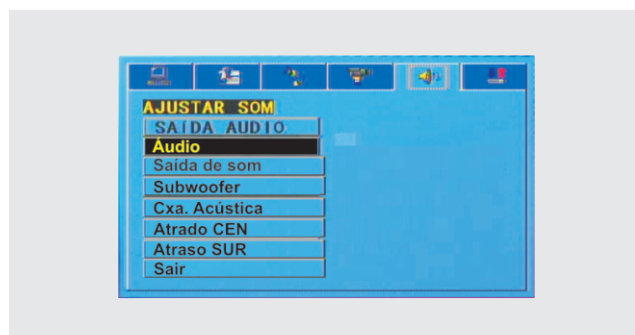 AJUSTAR SOM
SAÍDA AUDIO
Áudio
Saída de som
Subwoofer
Cxa. Acústica
Atrado CEN
Atraso SUR
Sair